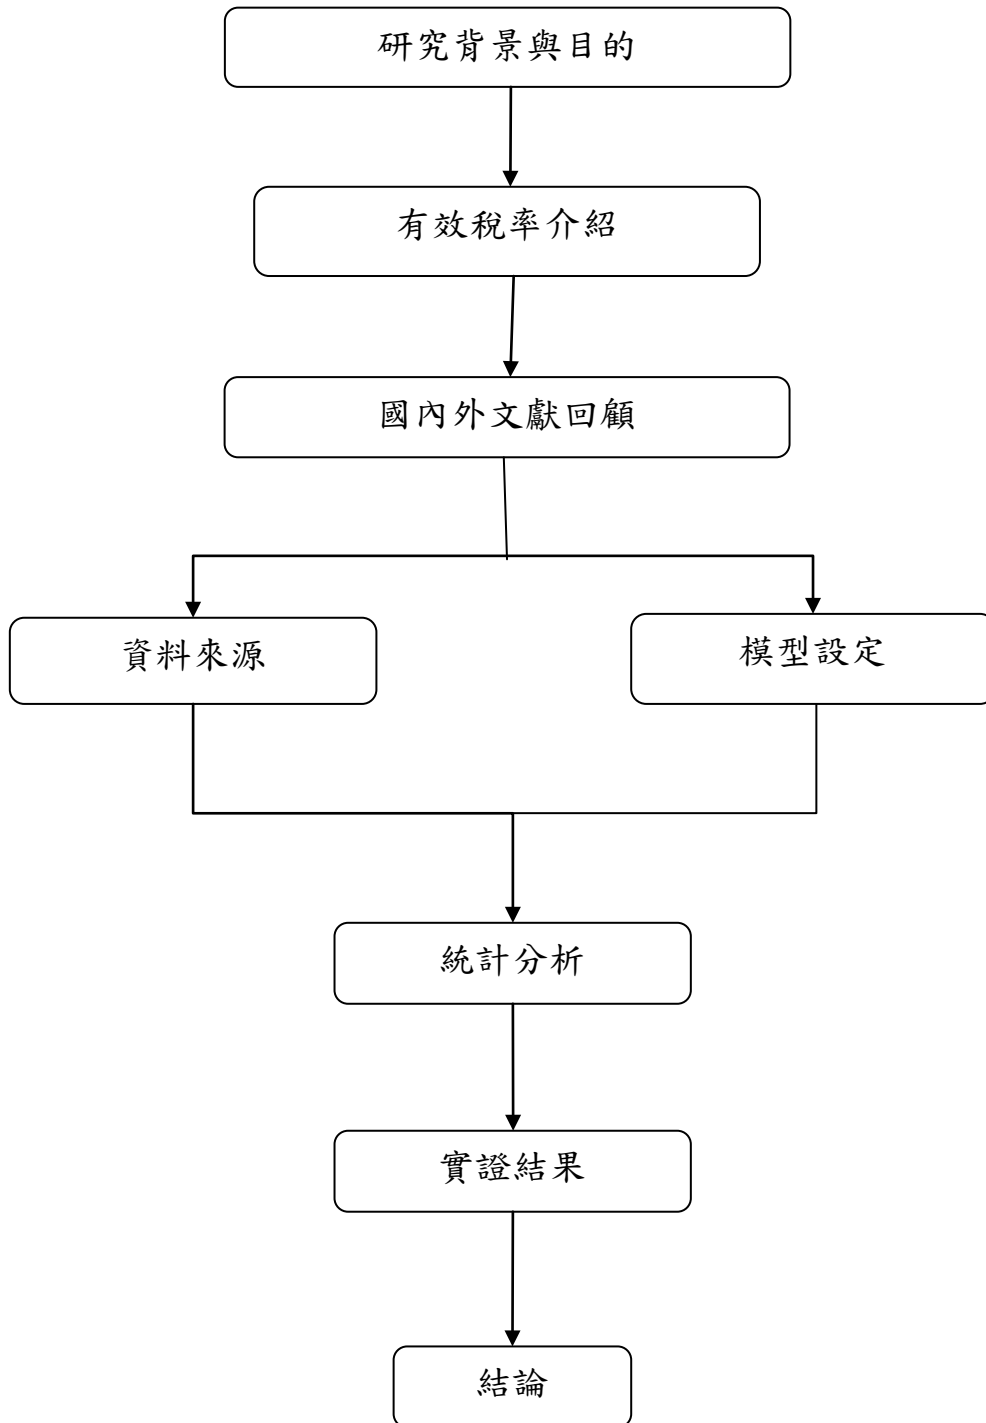 研究背景與目的
有效稅率介紹
國內外文獻回顧
資料來源
模型設定
統計分析
實證結果
結論